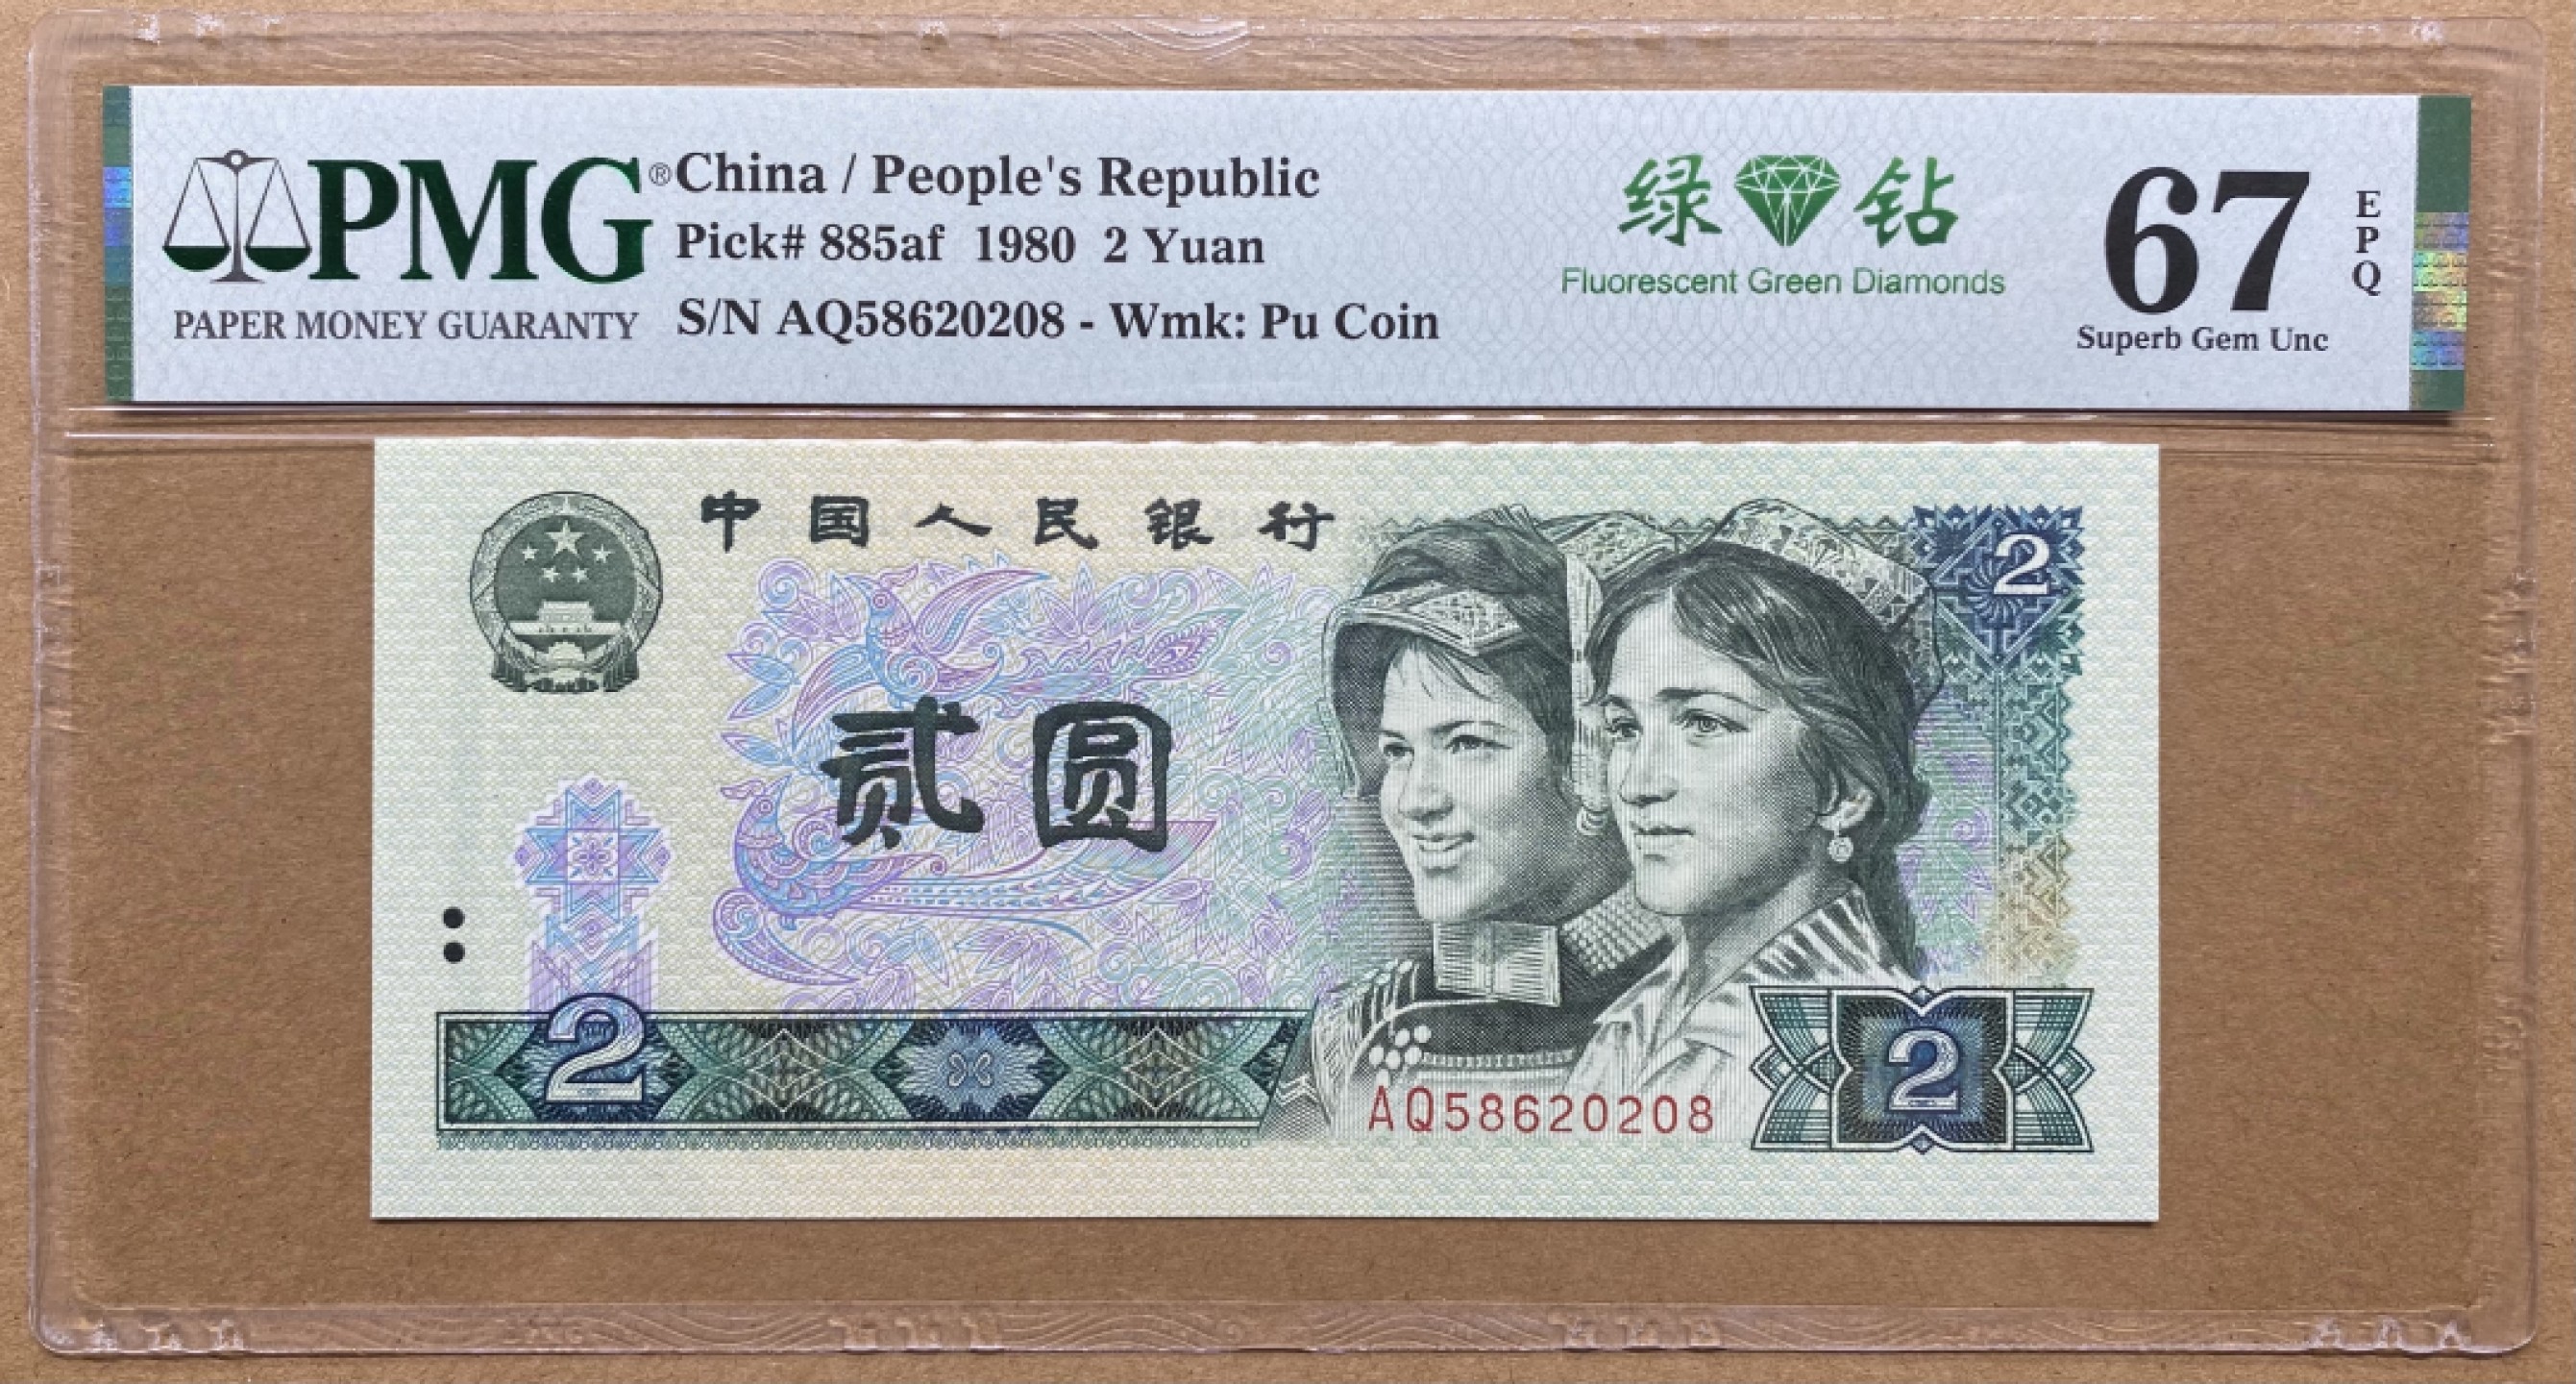 PMG®
PAPER MONEY GUARANTY
China / People's Republic
Pick# 885af 1980 2 Yuan
S/N AQ58620208 - Wmk: Pu Coin
绿钻
Fluorescent Green Diamonds
67
EPQ
Superb Gem Unc
中国人民银行
2
贰圆
2
AQ58620208
2